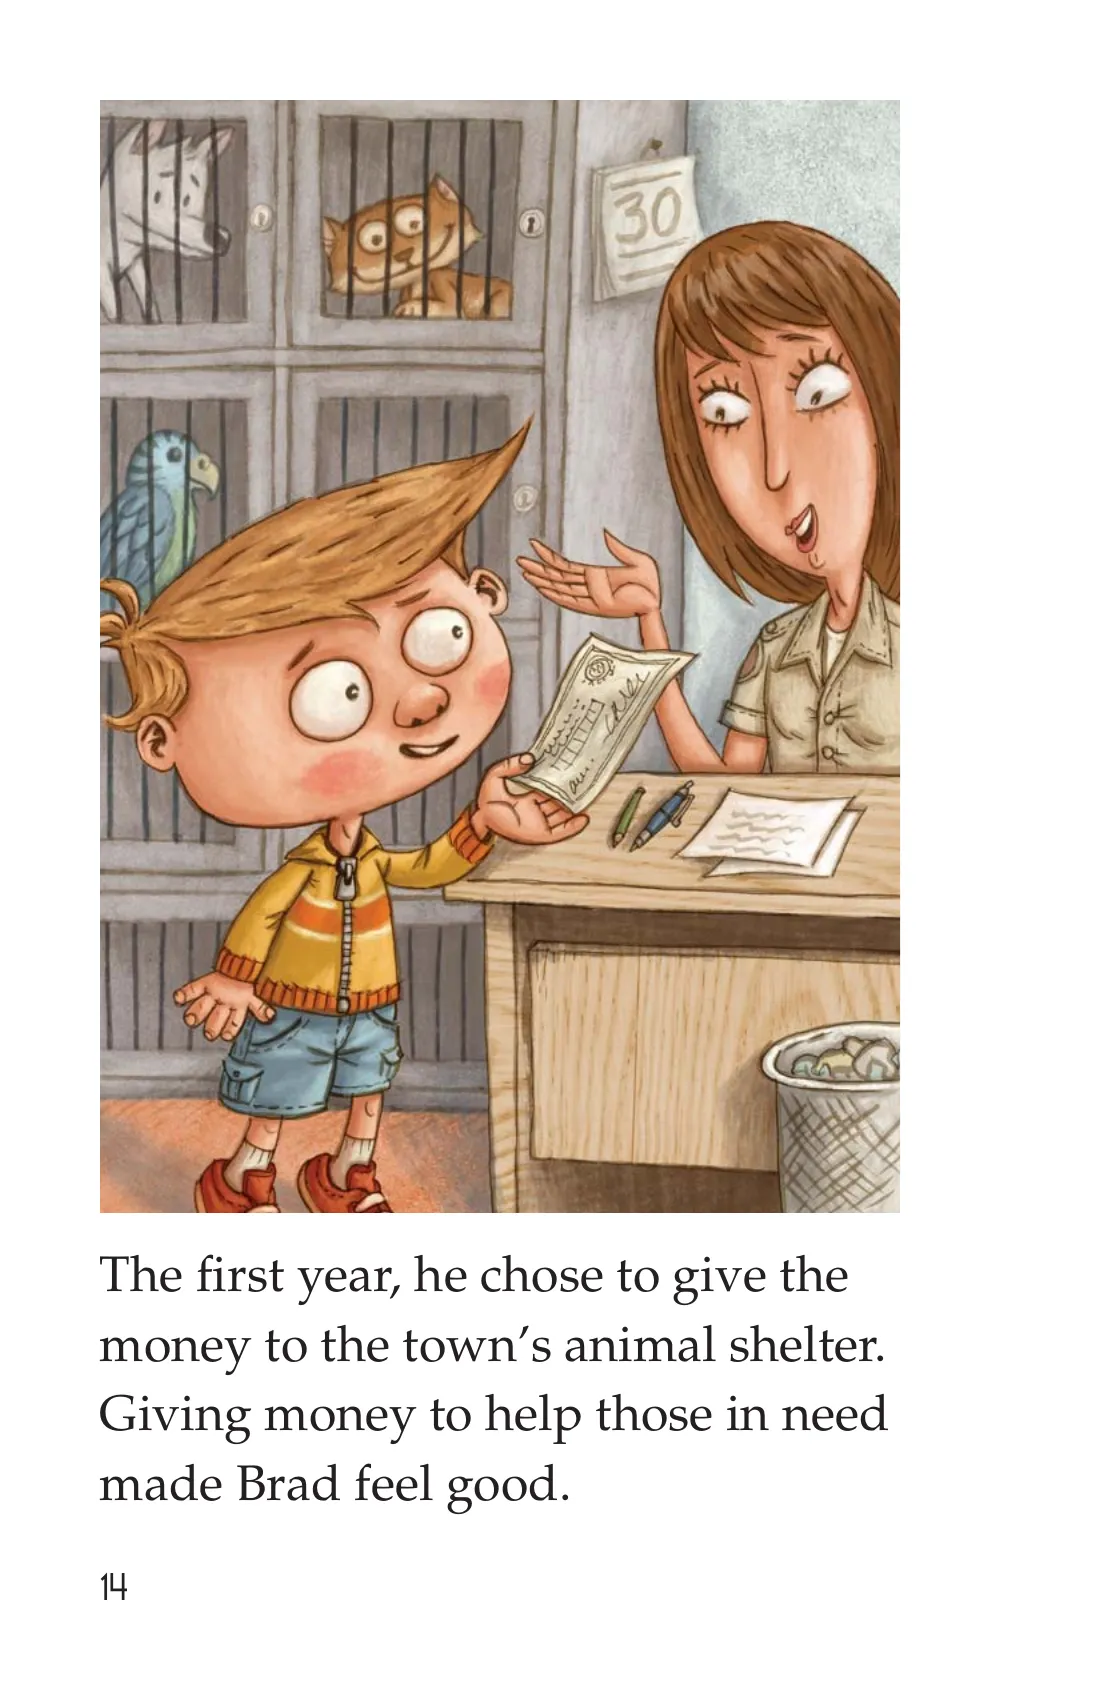 30
The first year, he chose to give the
money to the town’s animal shelter.
Giving money to help those in need
made Brad feel good.
14